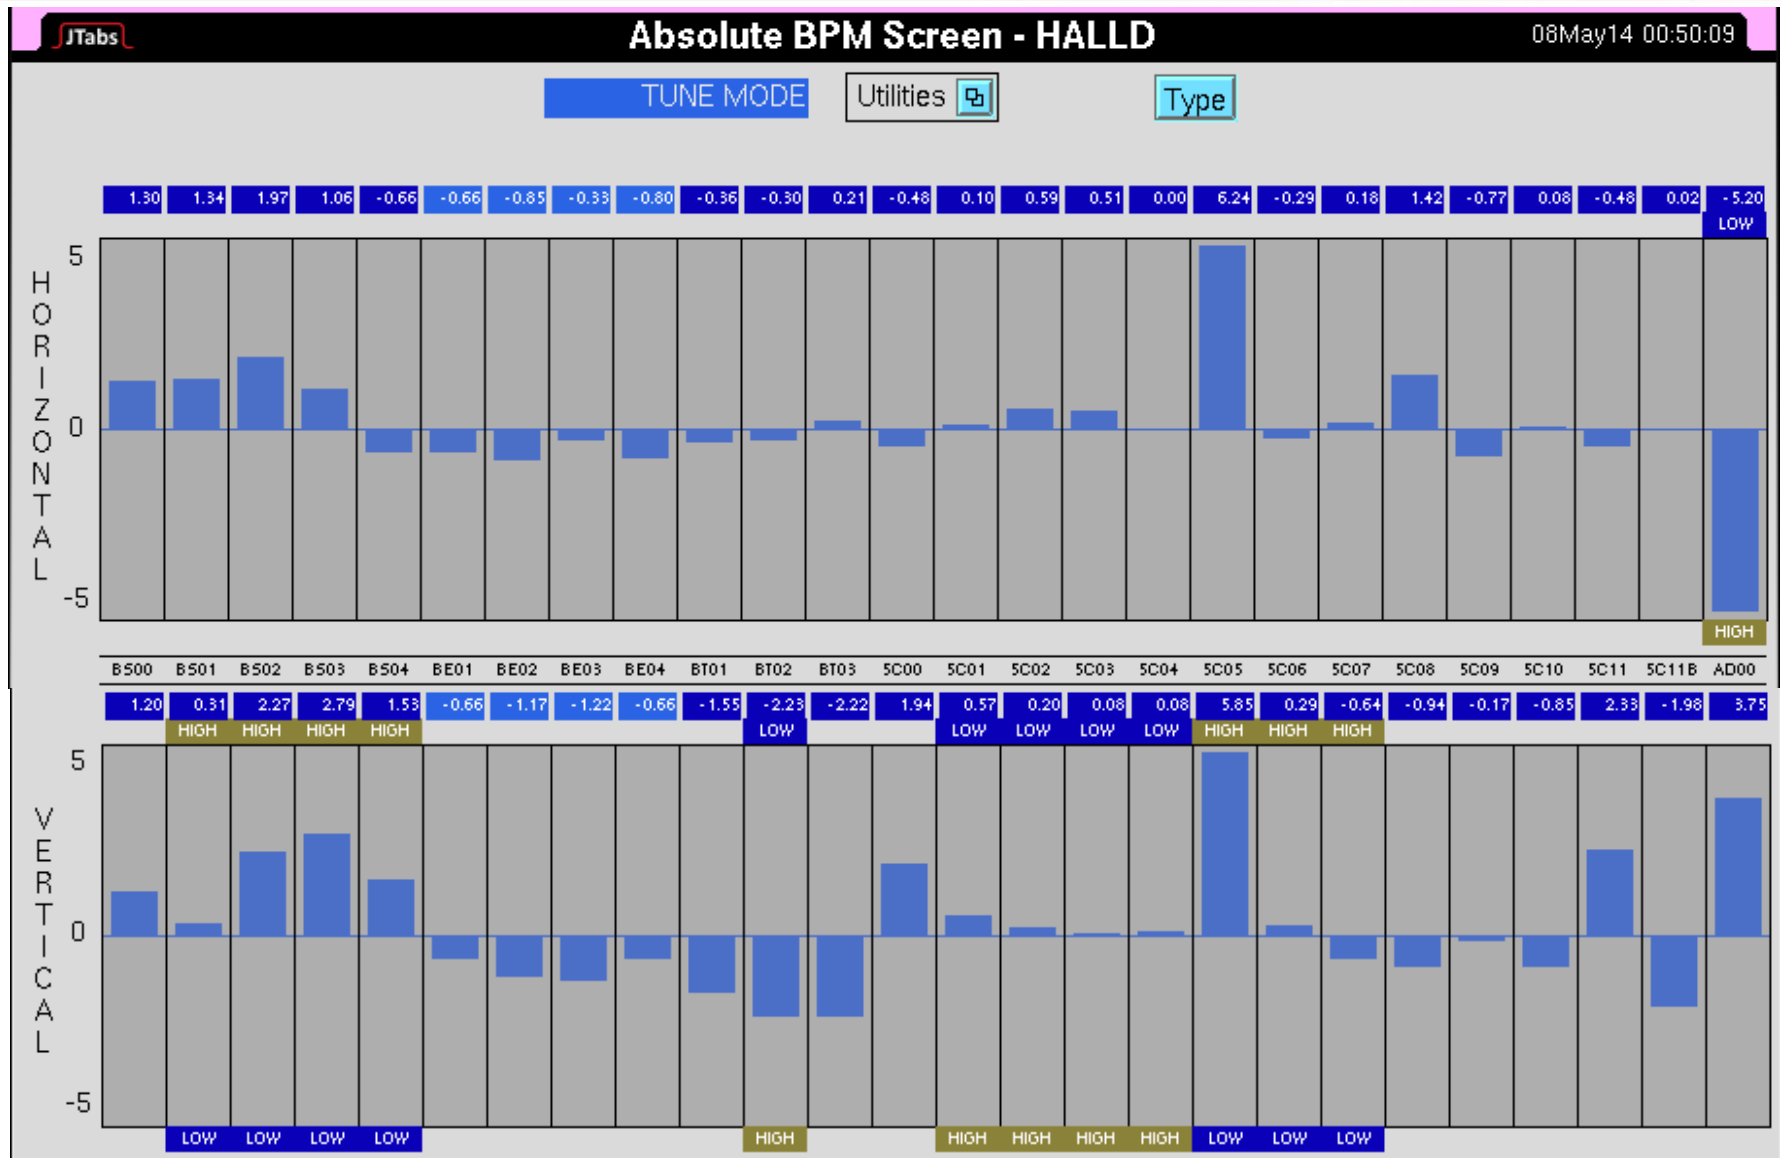 JTabs Absolute BPM Screen - HALLD 08May14 00:50:09
TUNE MODE Utilities Type
1.30 1.34 1.97 1.06 -0.66 -0.66 -0.85 -0.33 -0.80 -0.36 -0.30 0.21 -0.48 0.10 0.59 0.51 0.00 6.24 -0.29 0.18 1.42 -0.77 0.08 -0.48 0.02 -5.20
LOW
5
0
-5
HORIZONTAL
HIGH
BS00 BS01 BS02 BS03 BS04 BE01 BE02 BE03 BE04 BT01 BT02 BT03 5C00 5C01 5C02 5C03 5C04 5C05 5C06 5C07 5C08 5C09 5C10 5C11 5C11B AD00
1.20 0.31 2.27 2.79 1.53 -0.66 -1.17 -1.22 -0.66 -1.55 -2.23 -2.22 1.94 0.57 0.20 0.08 0.08 5.85 0.29 -0.64 -0.94 -0.17 -0.85 2.33 -1.98 3.75
HIGH HIGH HIGH HIGH LOW LOW LOW LOW LOW HIGH HIGH HIGH
5
0
-5
VERTICAL
LOW LOW LOW LOW HIGH HIGH HIGH HIGH HIGH LOW LOW LOW